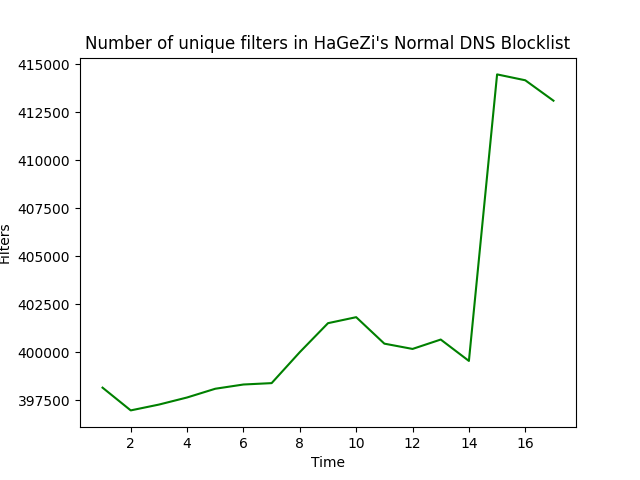 Number of unique filters in HaGeZi's Normal DNS Blocklist
415000
412500
410000
407500
405000
402500
400000
397500
Filters
2 4 6 8 10 12 14 16
Time